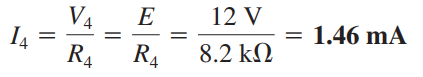 I₄ = V₄/R₄ = E/R₄ = 12 V/8.2 kΩ = 1.46 mA